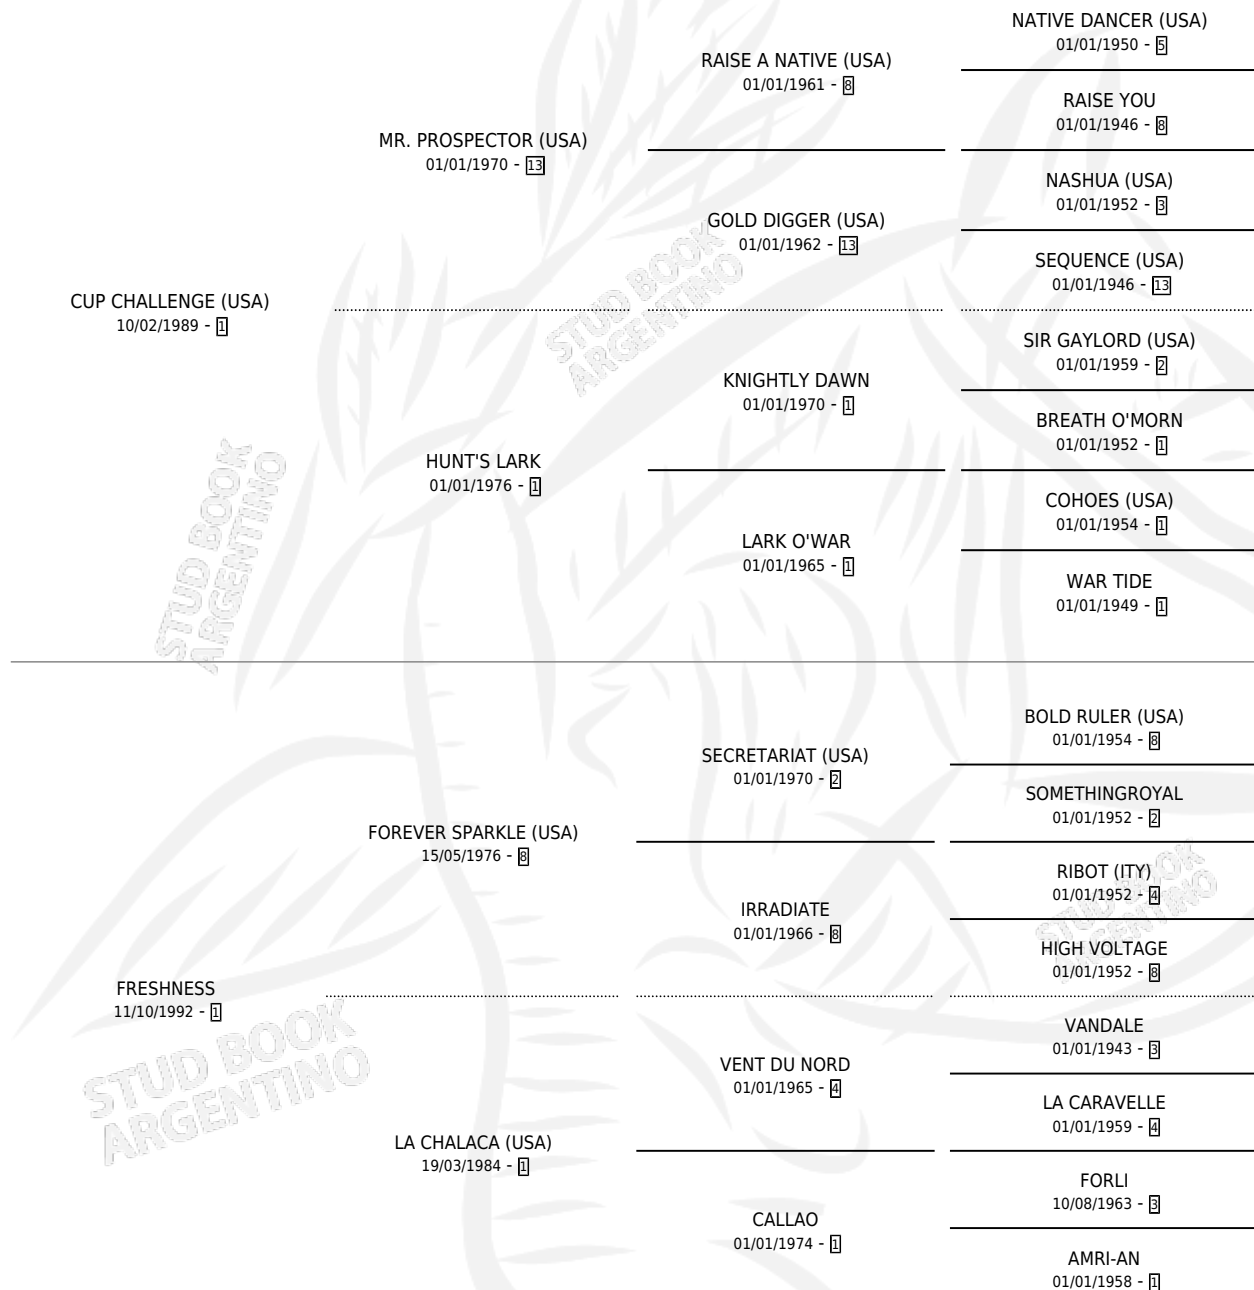 NATIVE DANCER (USA)
01/01/1950 - 5
RAISE A NATIVE (USA)
01/01/1961 - 8
RAISE YOU
01/01/1946 - 8
MR. PROSPECTOR (USA)
01/01/1970 - 13
NASHUA (USA)
01/01/1952 - 3
GOLD DIGGER (USA)
01/01/1962 - 13
SEQUENCE (USA)
01/01/1946 - 13
CUP CHALLENGE (USA)
10/02/1989 - 1
STUD BOOK
ARGENTINO
SIR GAYLORD (USA)
01/01/1959 - 2
KNIGHTLY DAWN
01/01/1970 - 1
BREATH O'MORN
01/01/1952 - 1
HUNT'S LARK
01/01/1976 - 1
COHOES (USA)
01/01/1954 - 1
LARK O'WAR
01/01/1965 - 1
WAR TIDE
01/01/1949 - 1
STUD BOOK
ARGENTINO
BOLD RULER (USA)
01/01/1954 - 8
SECRETARIAT (USA)
01/01/1970 - 2
SOMETHINGROYAL
01/01/1952 - 2
FOREVER SPARKLE (USA)
15/05/1976 - 8
RIBOT (ITY)
01/01/1952 - 4
IRRADIATE
01/01/1966 - 8
STUD BOOK
ARGENTINO
HIGH VOLTAGE
01/01/1952 - 8
FRESHNESS
11/10/1992 - 1
VANDALE
01/01/1943 - 3
VENT DU NORD
01/01/1965 - 4
STUD BOOK
ARGENTINO
LA CARAVELLE
01/01/1959 - 4
LA CHALACA (USA)
19/03/1984 - 1
FORLI
10/08/1963 - 3
CALLAO
01/01/1974 - 1
AMRI-AN
01/01/1958 - 1